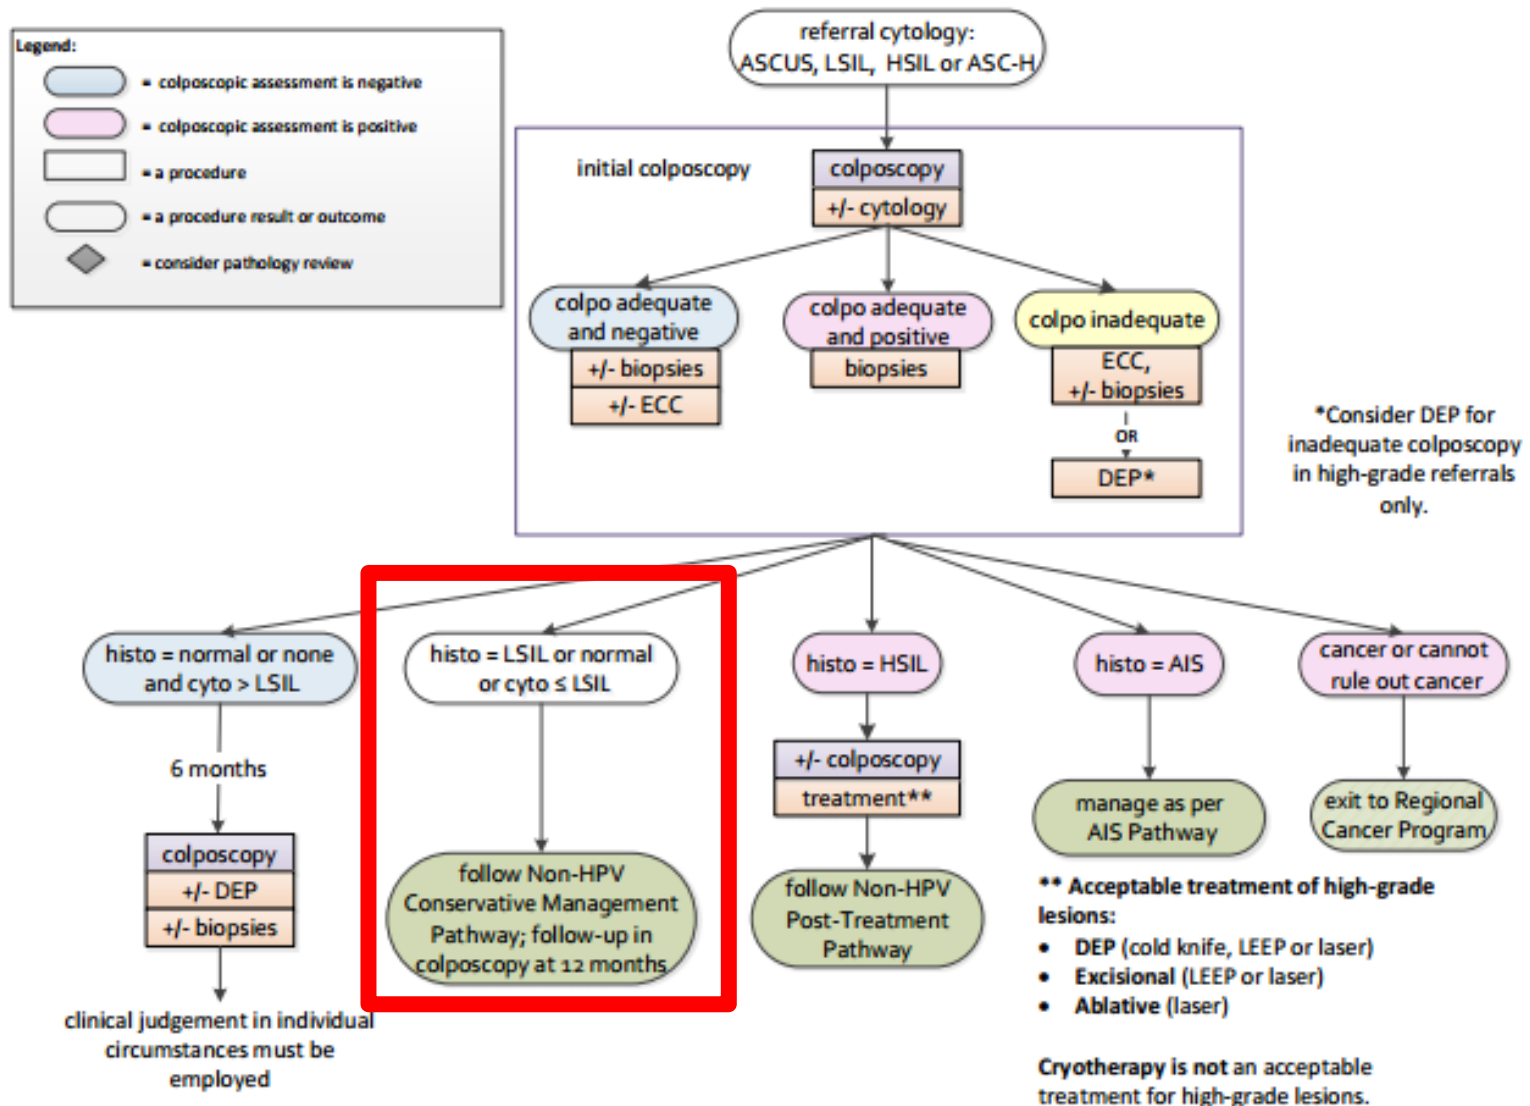 Legend:
= colposcopic assessment is negative
= colposcopic assessment is positive
= a procedure
= a procedure result or outcome
= consider pathology review
referral cytology:
ASCUS, LSIL, HSIL or ASC-H
initial colposcopy
colposcopy
+/- cytology
colpo adequate
and negative
+/- biopsies
+/- ECC
colpo adequate
and positive
biopsies
colpo inadequate
ECC,
+/- biopsies
OR
DEP*
*Consider DEP for
inadequate colposcopy
in high-grade referrals
only.
histo = normal or none
and cyto > LSIL
6 months
colposcopy
+/- DEP
+/- biopsies
clinical judgement in individual
circumstances must be
employed
histo = LSIL or normal
or cyto ≤ LSIL
follow Non-HPV
Conservative Management
Pathway; follow-up in
colposcopy at 12 months
histo = HSIL
+/- colposcopy
treatment**
follow Non-HPV
Post-Treatment
Pathway
histo = AIS
manage as per
AIS Pathway
cancer or cannot
rule out cancer
exit to Regional
Cancer Program
** Acceptable treatment of high-grade
lesions:
• DEP (cold knife, LEEP or laser)
• Excisional (LEEP or laser)
• Ablative (laser)
Cryotherapy is not an acceptable
treatment for high-grade lesions.